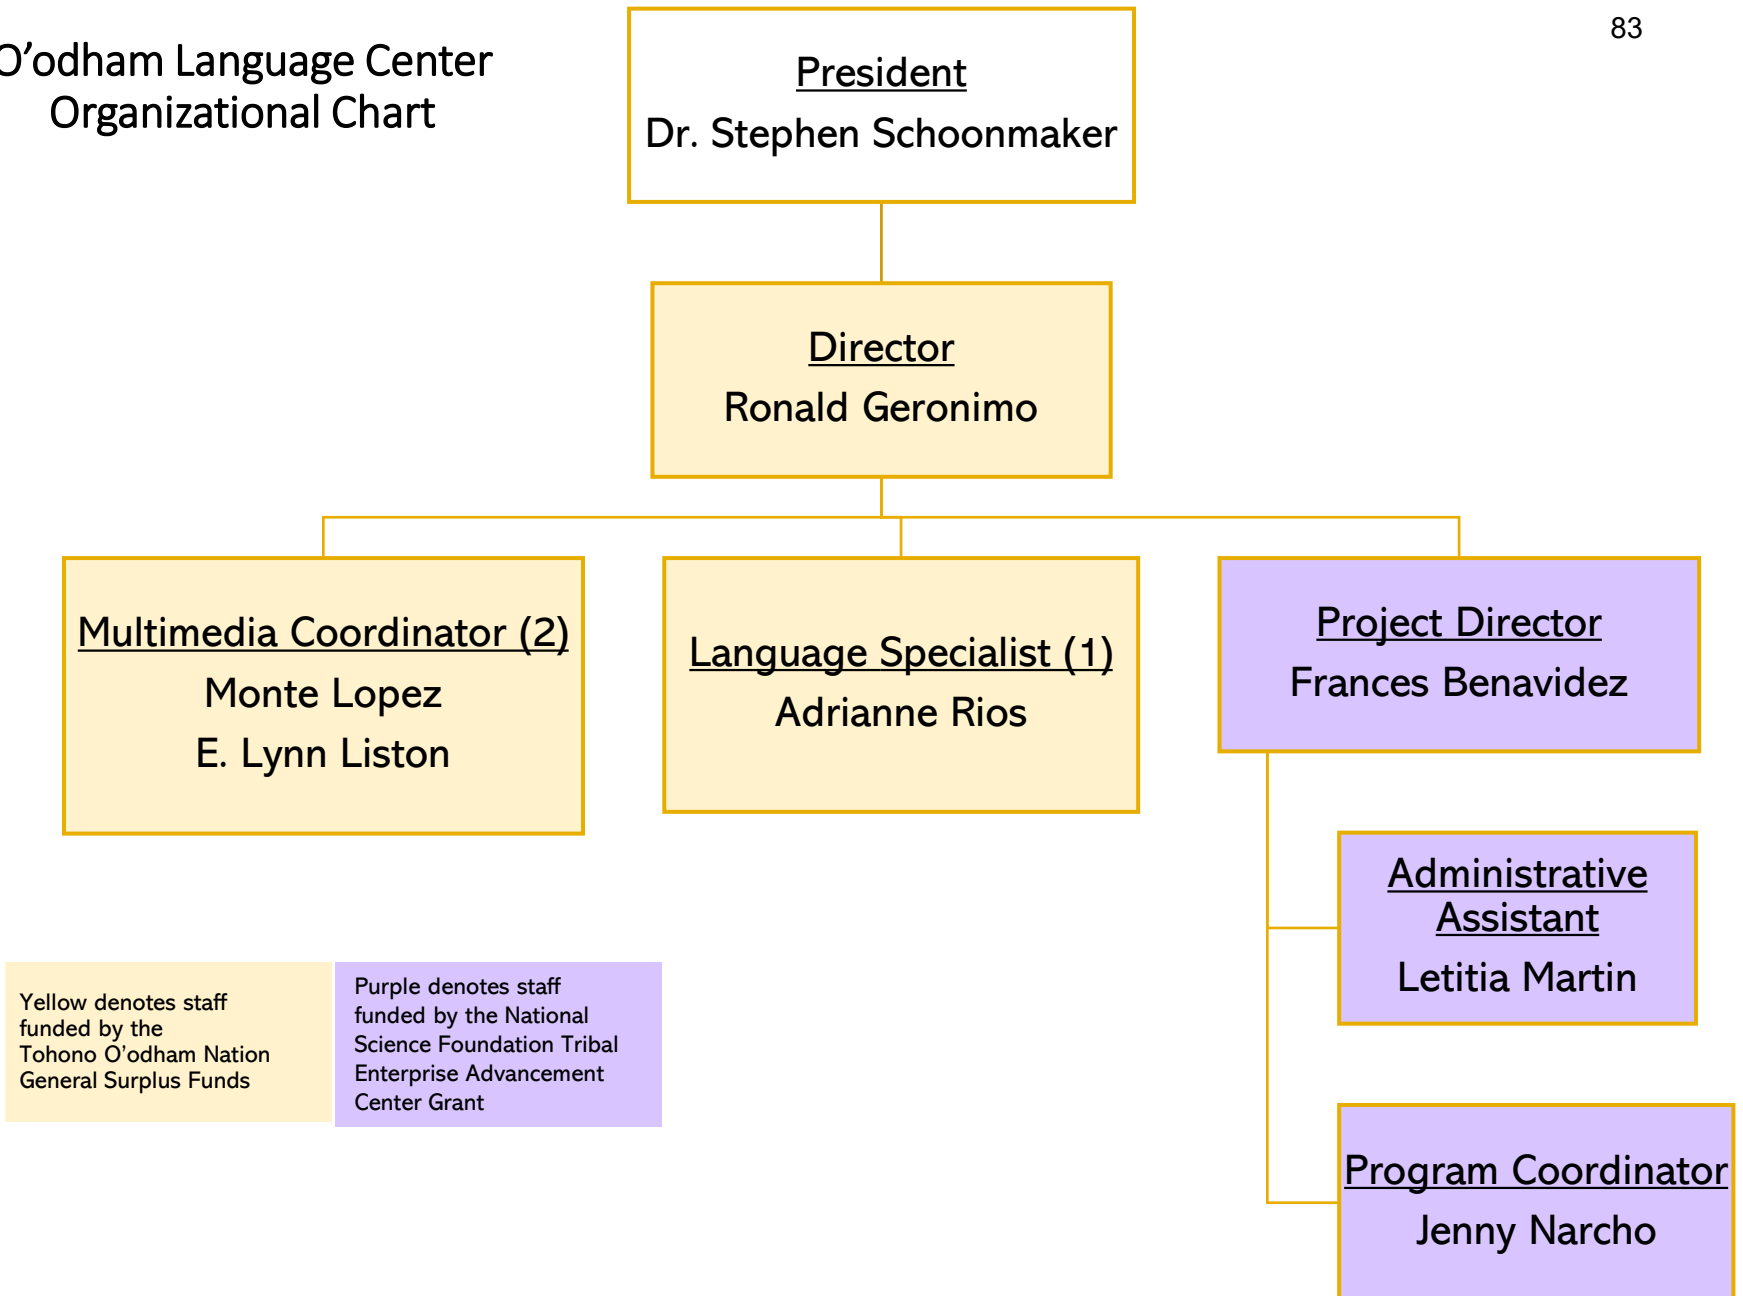 O’odham Language Center
Organizational Chart
83
President
Dr. Stephen Schoonmaker
Director
Ronald Geronimo
Multimedia Coordinator (2)
Monte Lopez
E. Lynn Liston
Language Specialist (1)
Adrianne Rios
Project Director
Frances Benavidez
Administrative
Assistant
Letitia Martin
Program Coordinator
Jenny Narcho
Yellow denotes staff
funded by the
Tohono O’odham Nation
General Surplus Funds
Purple denotes staff
funded by the National
Science Foundation Tribal
Enterprise Advancement
Center Grant